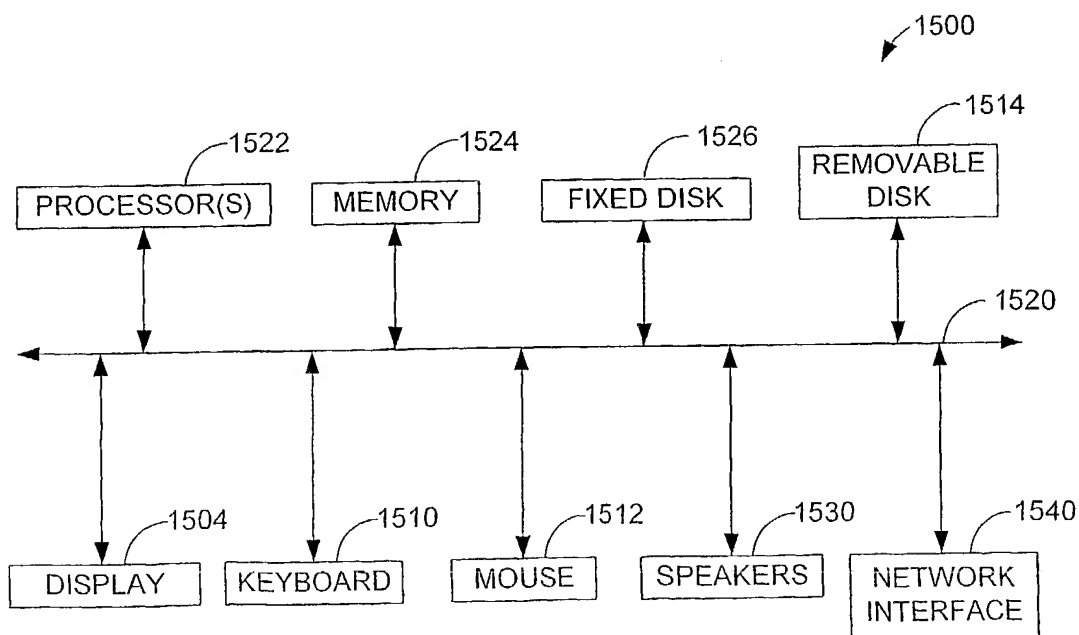 1500
1522
1524
1526
1514
PROCESSOR(S)
MEMORY
FIXED DISK
REMOVABLE
DISK
1520
1504
1510
1512
1530
1540
DISPLAY
KEYBOARD
MOUSE
SPEAKERS
NETWORK
INTERFACE